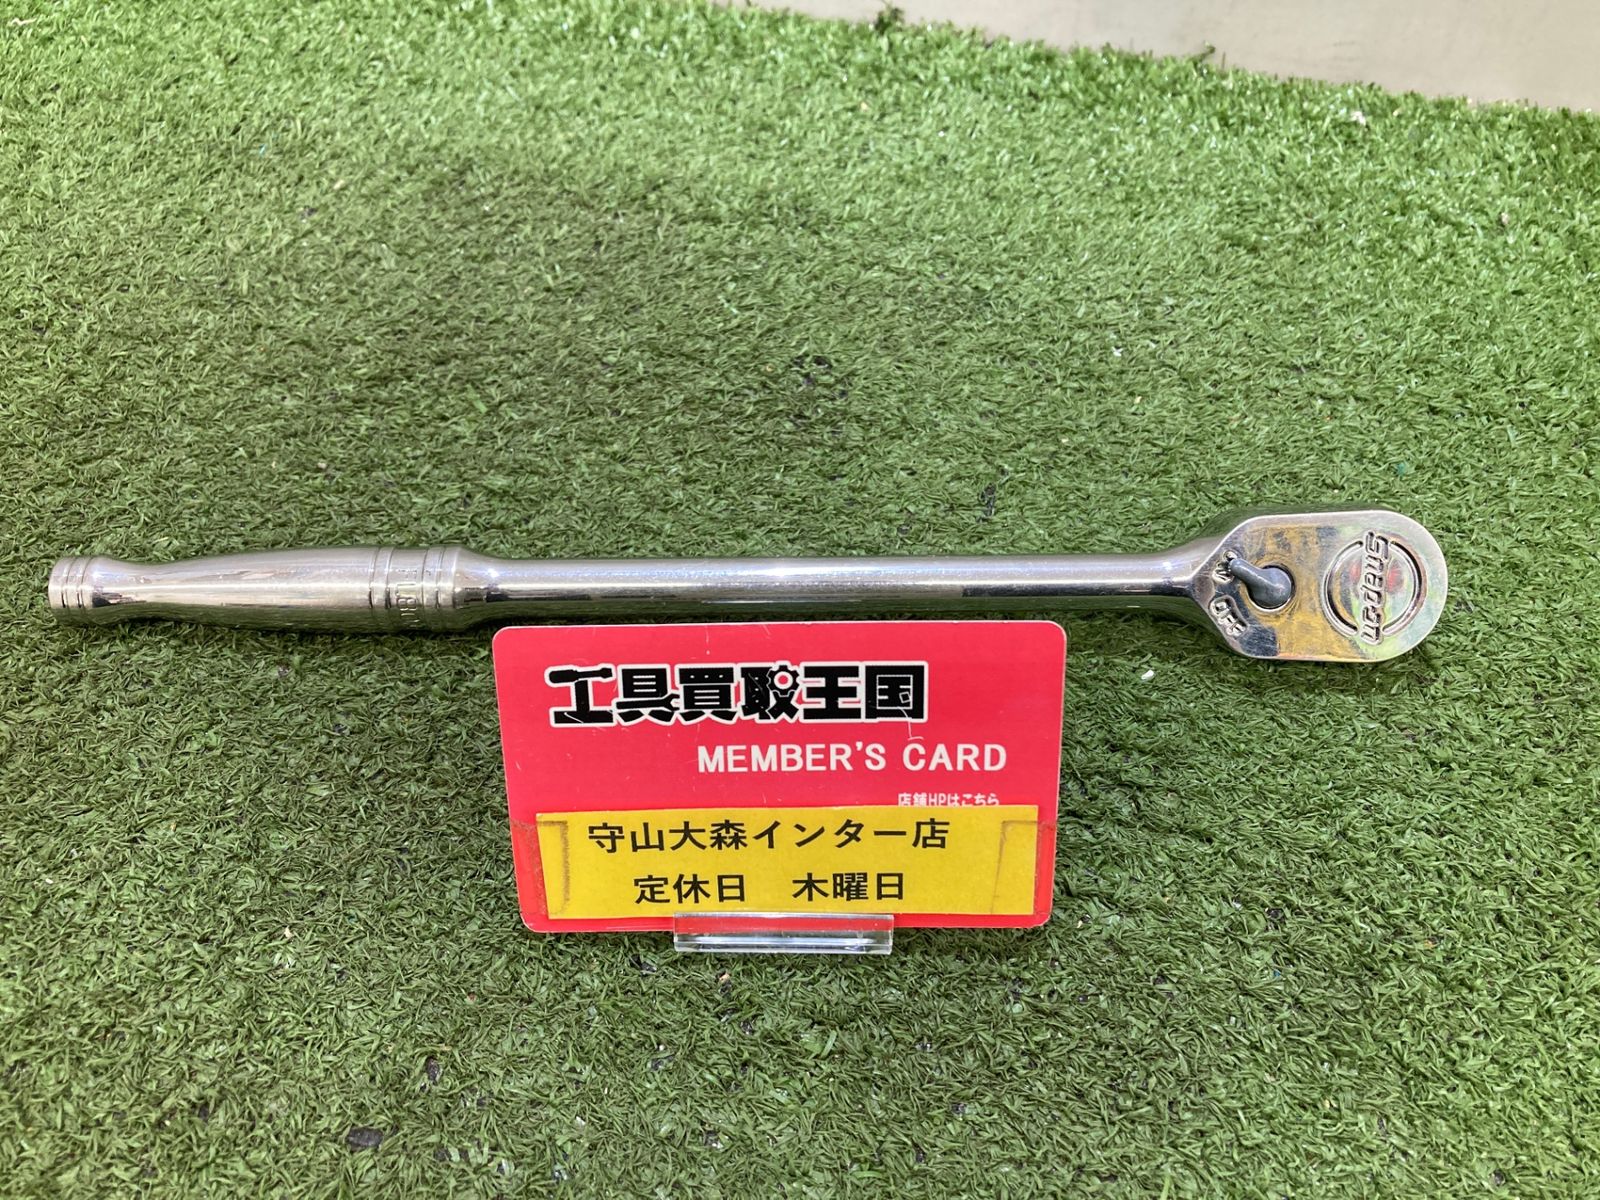 Snap-on
ON
OFF
工具買取王国
MEMBER'S CARD
店舗HPはこちら
守山大森インター店
定休日 木曜日